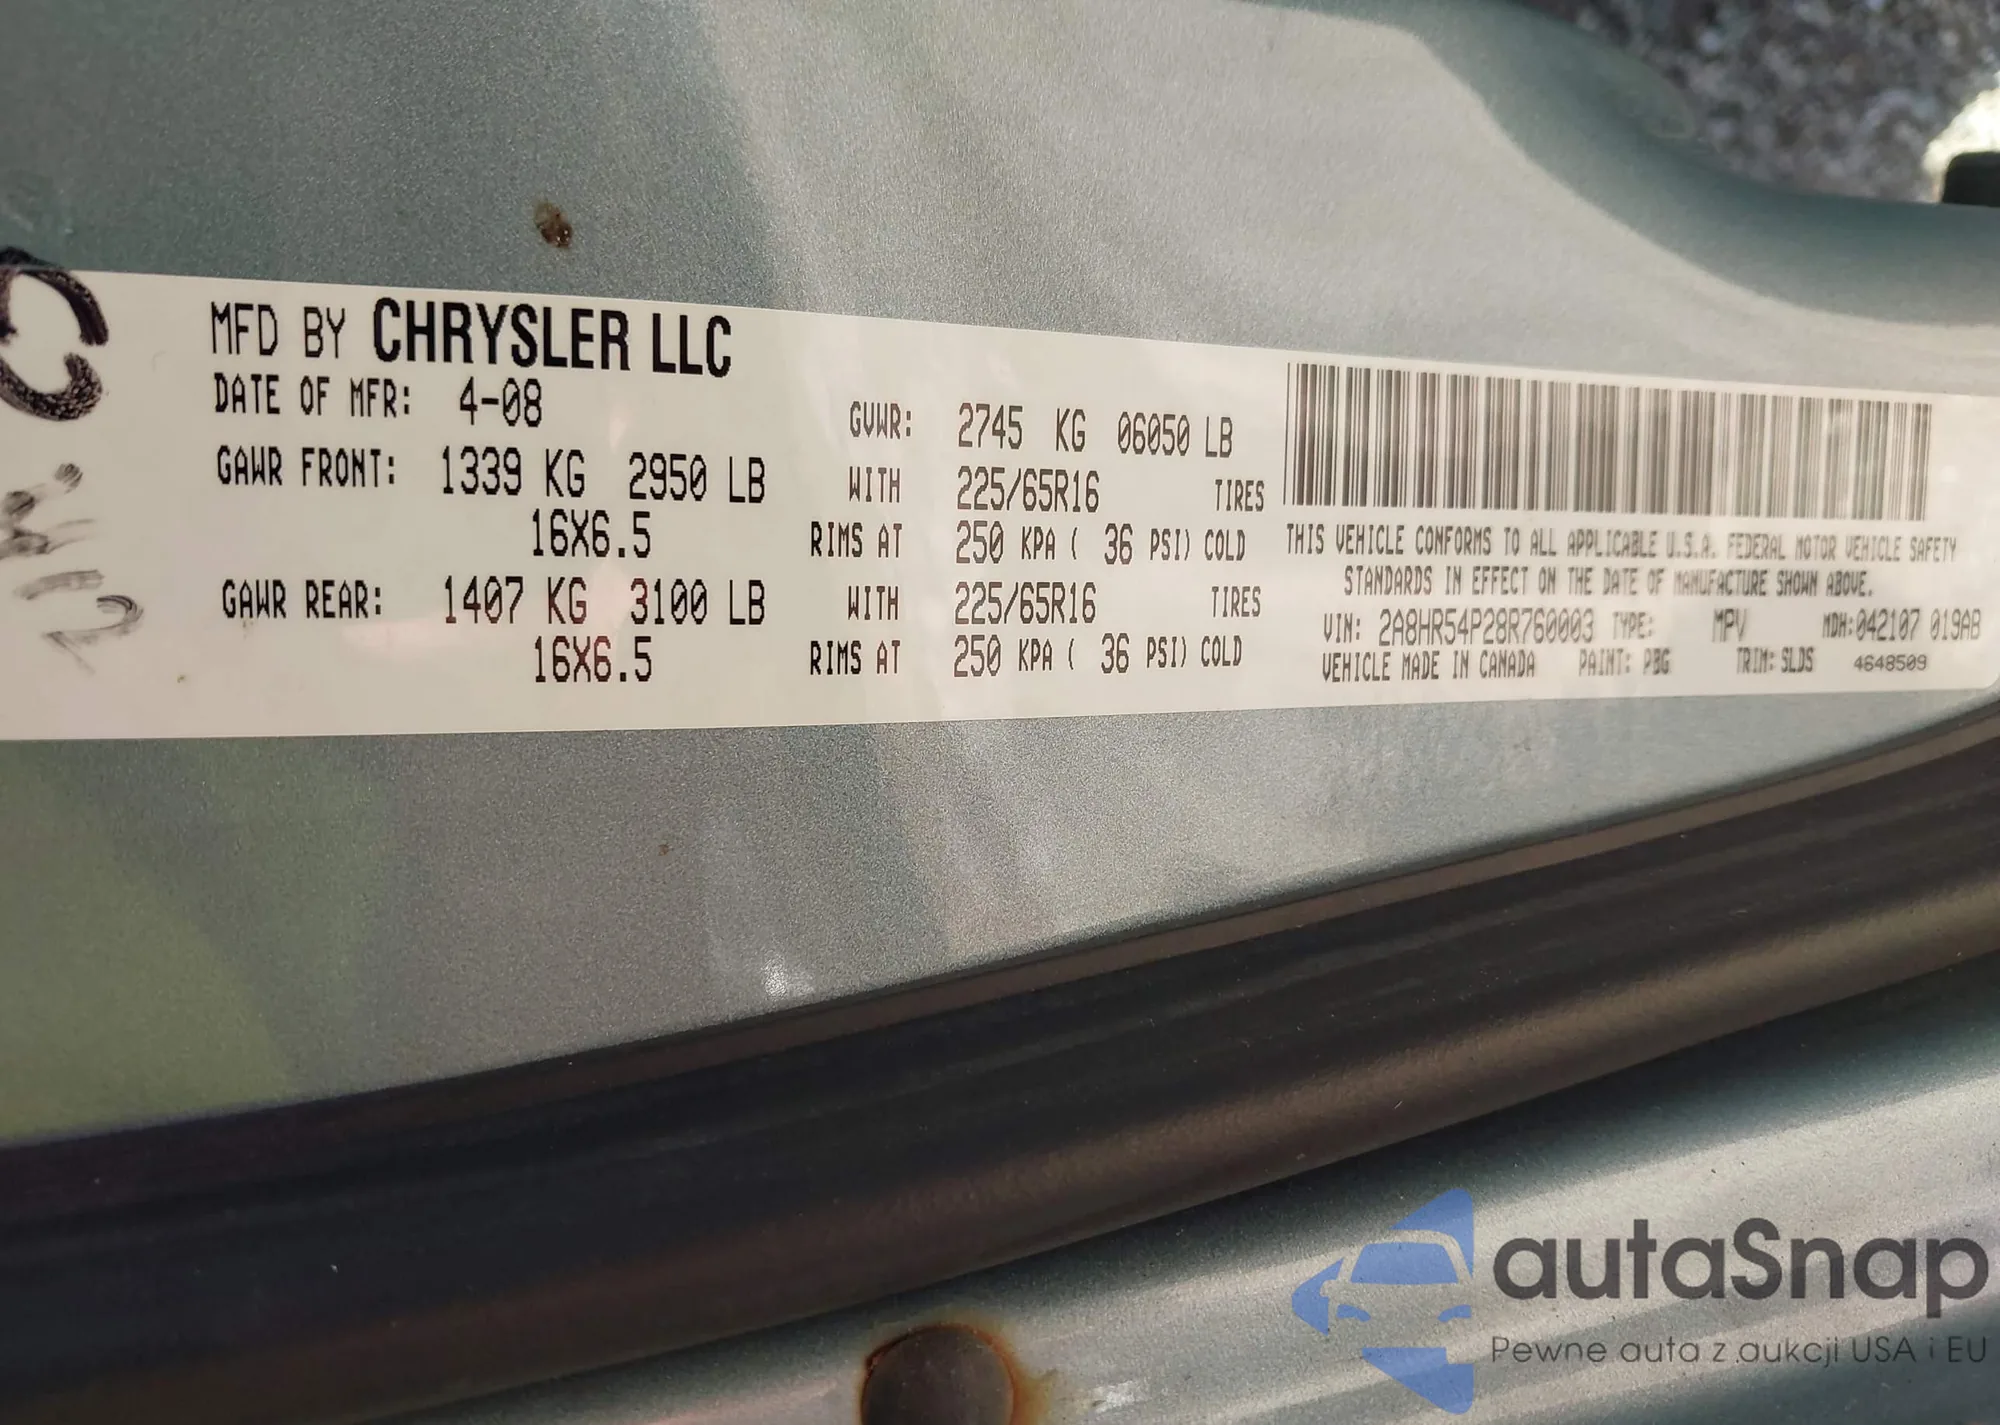 MFD BY CHRYSLER LLC
DATE OF MFR: 4-08
GVWR: 2745 KG 06050 LB
GAWR FRONT: 1339 KG 2950 LB WITH 225/65R16 TIRES
16X6.5 RIMS AT 250 KPA ( 36 PSI) COLD
GAWR REAR: 1407 KG 3100 LB WITH 225/65R16 TIRES
16X6.5 RIMS AT 250 KPA ( 36 PSI) COLD
THIS VEHICLE CONFORMS TO ALL APPLICABLE U.S.A. FEDERAL MOTOR VEHICLE SAFETY
STANDARDS IN EFFECT ON THE DATE OF MANUFACTURE SHOWN ABOVE.
VIN: 2A8HR54P28R760003 TYPE: MPV MDH:042107 019AB
VEHICLE MADE IN CANADA PAINT: PBG TRIM: SLDS 4648509
autaSnap
Pewne auta z aukcji USA i EU